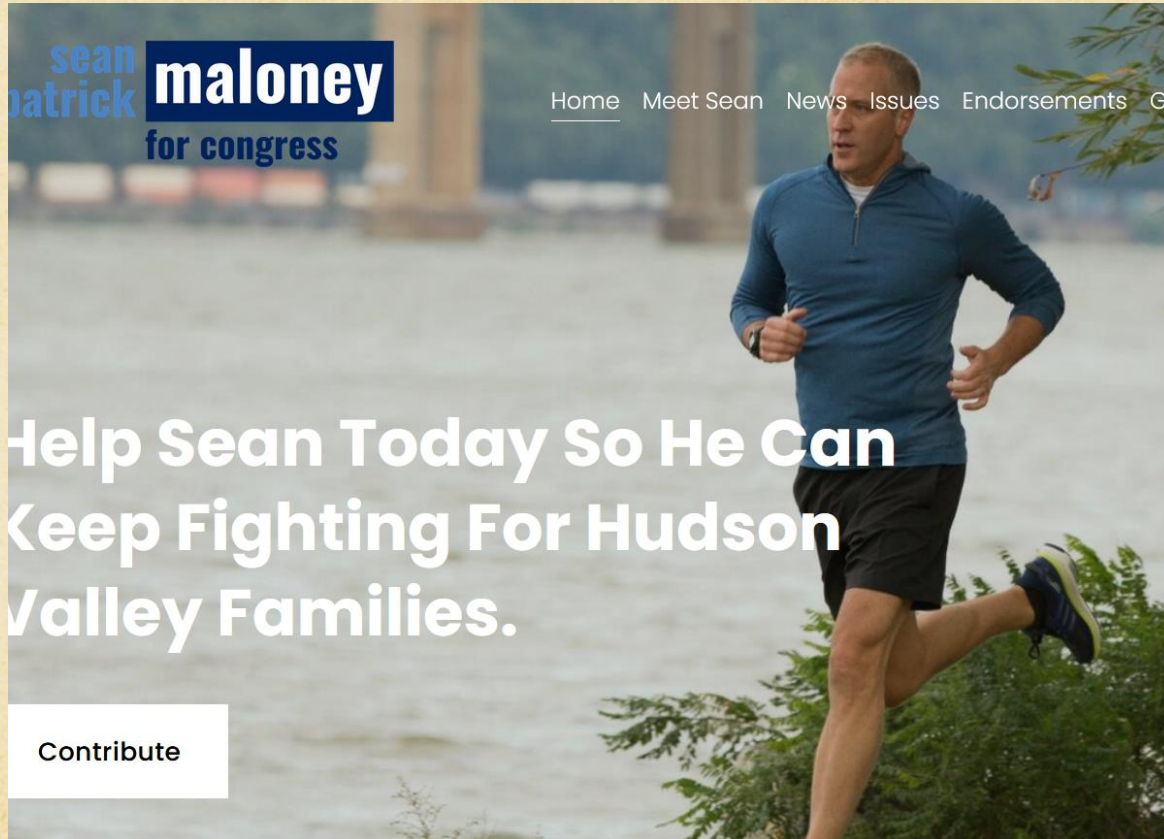 sean
patrick
maloney
for congress
Home Meet Sean News Issues Endorsements
Help Sean Today So He Can
Keep Fighting For Hudson
Valley Families.
Contribute